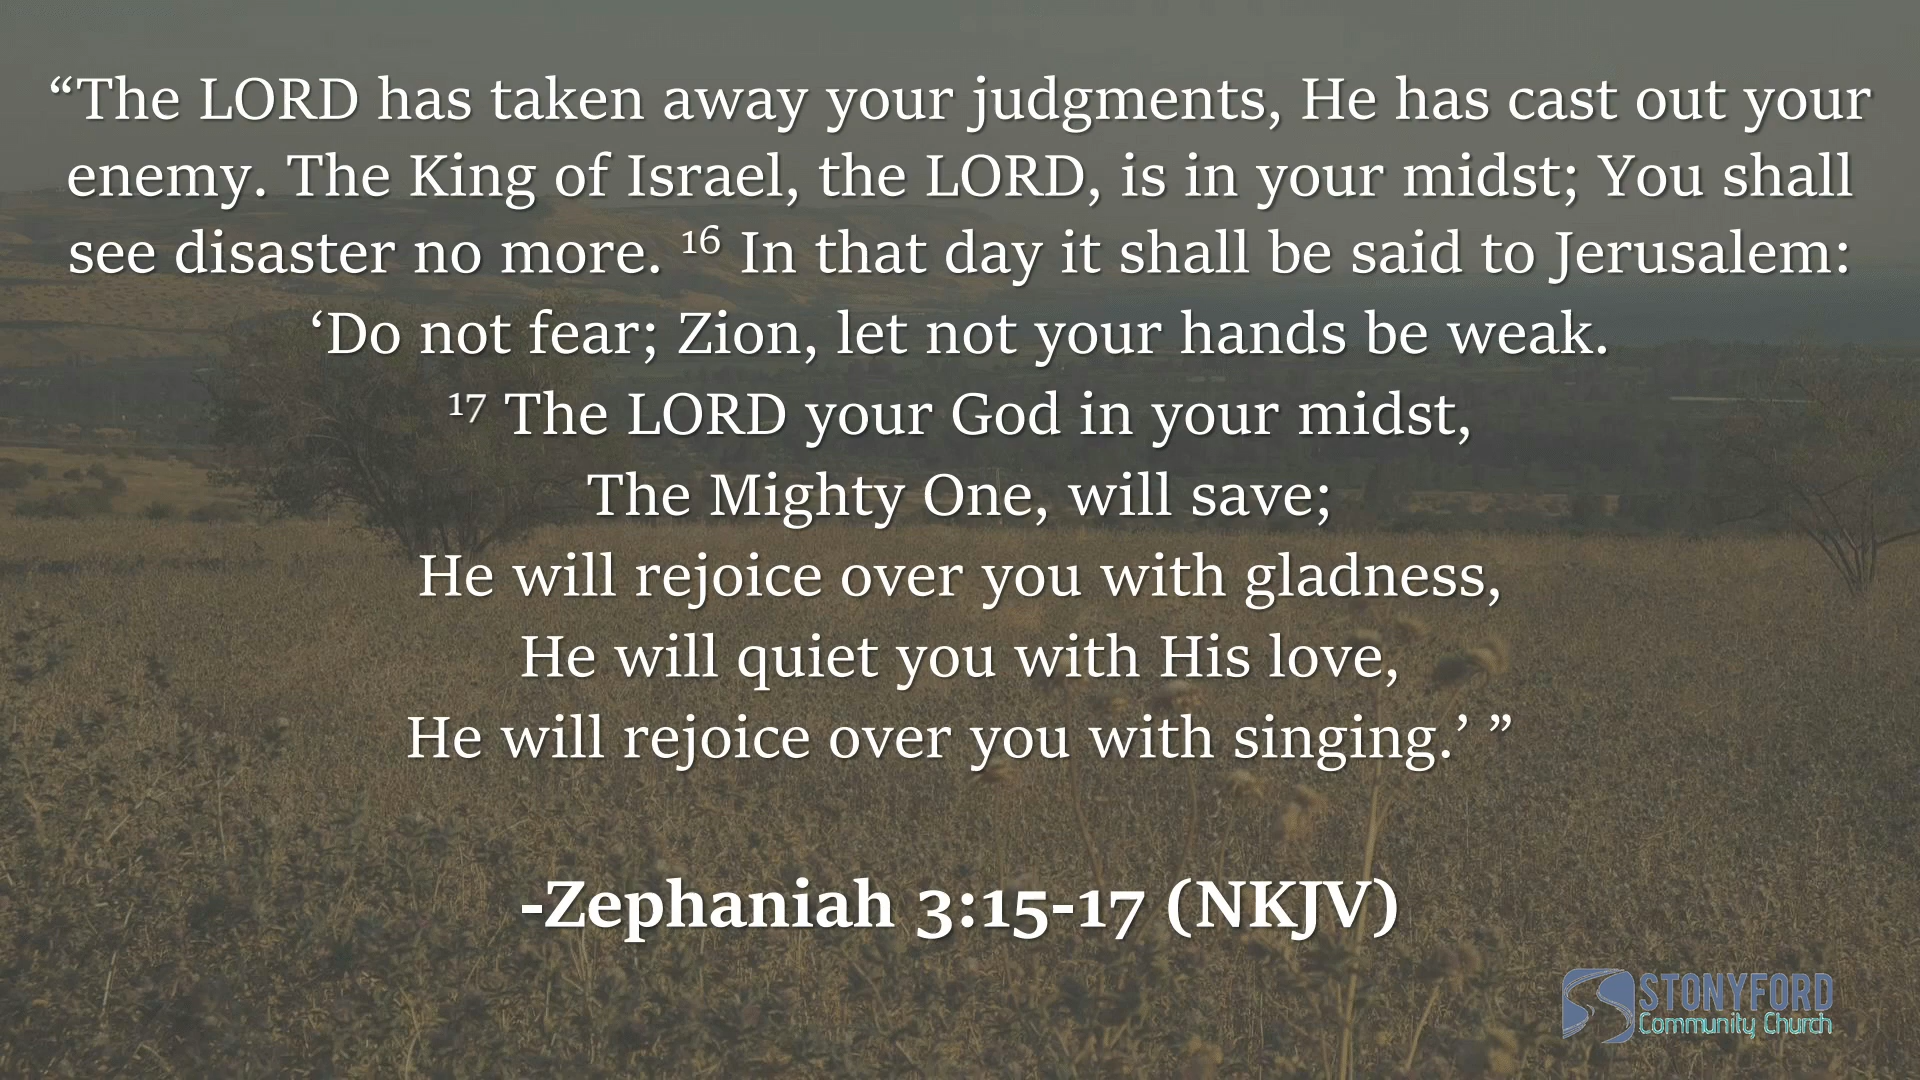 “The LORD has taken away your judgments, He has cast out your
enemy. The King of Israel, the LORD, is in your midst; You shall
see disaster no more. ¹⁶ In that day it shall be said to Jerusalem:
‘Do not fear; Zion, let not your hands be weak.
¹⁷ The LORD your God in your midst,
The Mighty One, will save;
He will rejoice over you with gladness,
He will quiet you with His love,
He will rejoice over you with singing.’ ”
-Zephaniah 3:15-17 (NKJV)
STONYFORD
Community Church